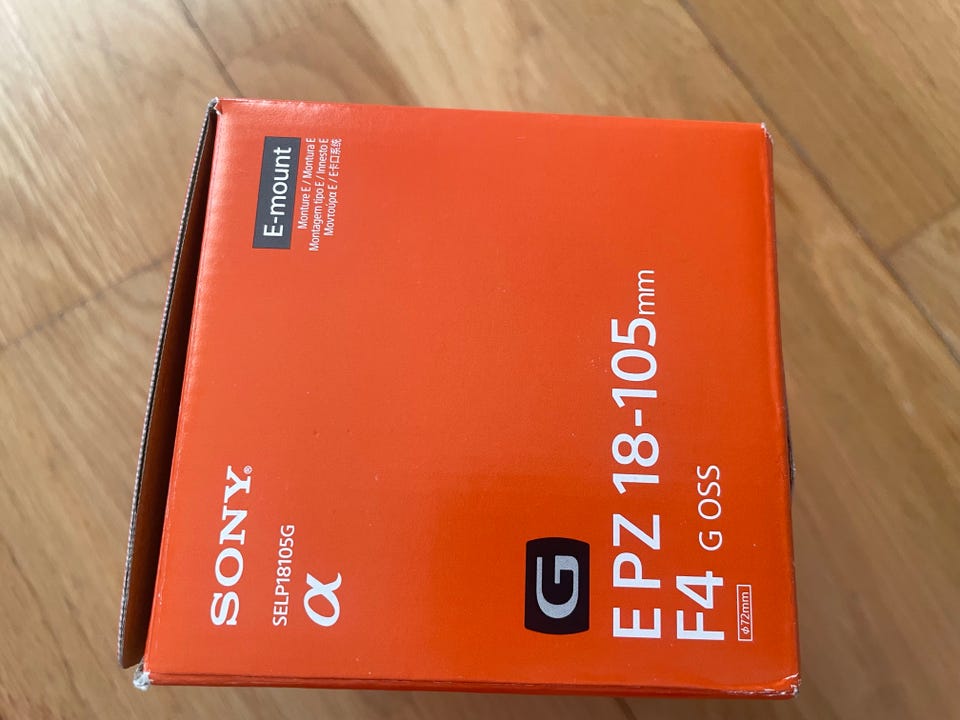 SONY®
SELP18105G
α
E-mount
Monture E / Montura E
Montagem tipo E / Innesto E
Μοντούρα E / E卡口系统
G
E PZ 18-105mm
F4 G OSS
φ72mm